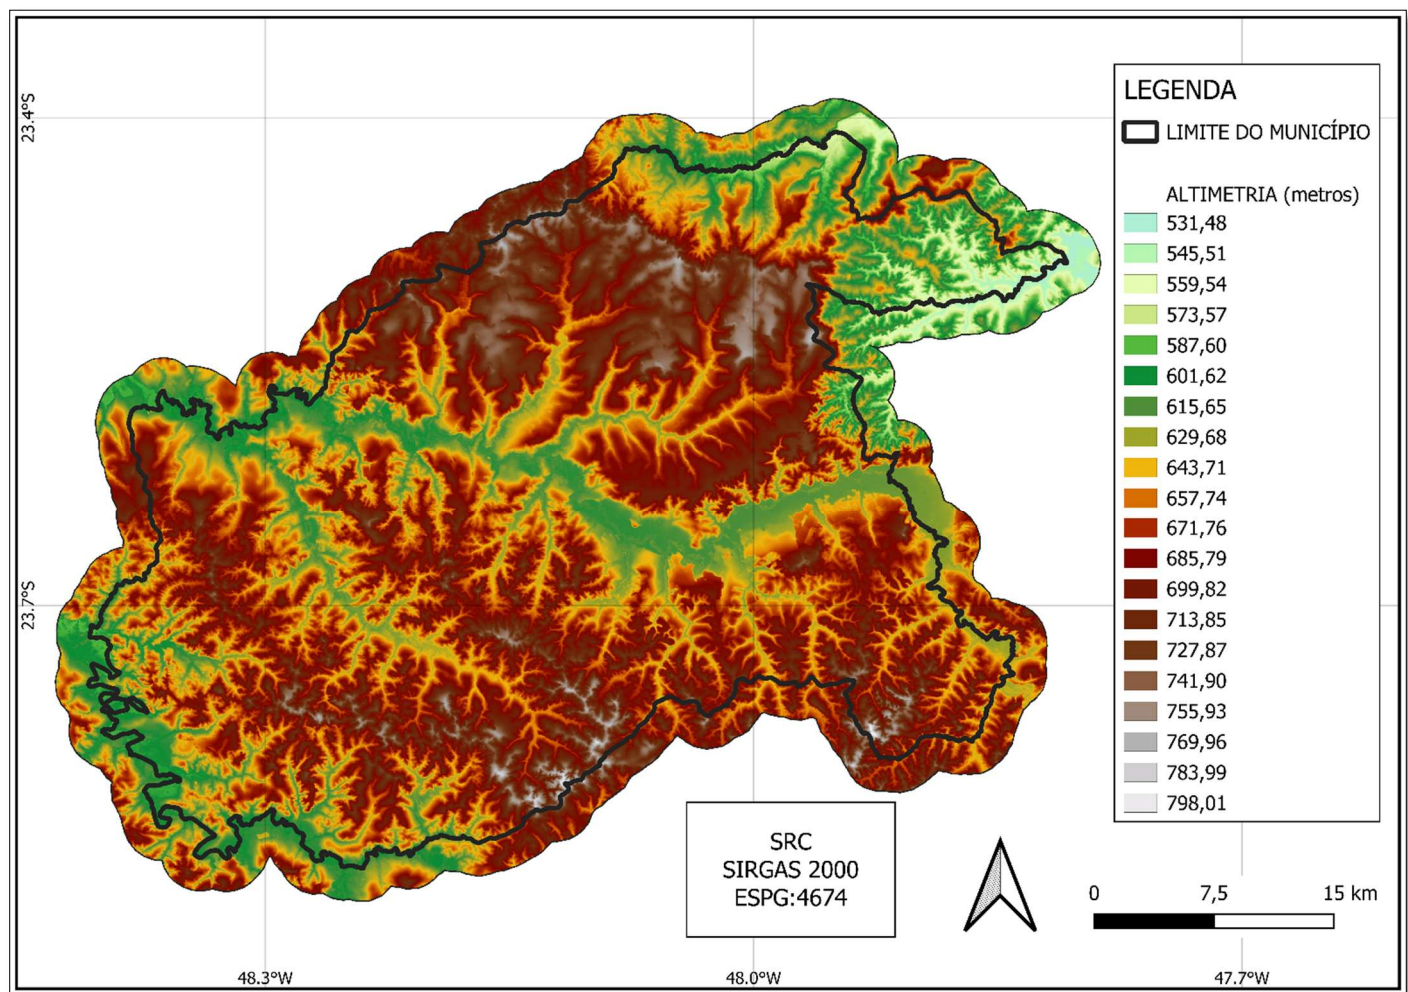 23.4°S
23.7°S
48.3°W
48.0°W
47.7°W
LEGENDA
LIMITE DO MUNICÍPIO
ALTIMETRIA (metros)
531,48
545,51
559,54
573,57
587,60
601,62
615,65
629,68
643,71
657,74
671,76
685,79
699,82
713,85
727,87
741,90
755,93
769,96
783,99
798,01
SRC
SIRGAS 2000
ESPG:4674
0 7,5 15 km